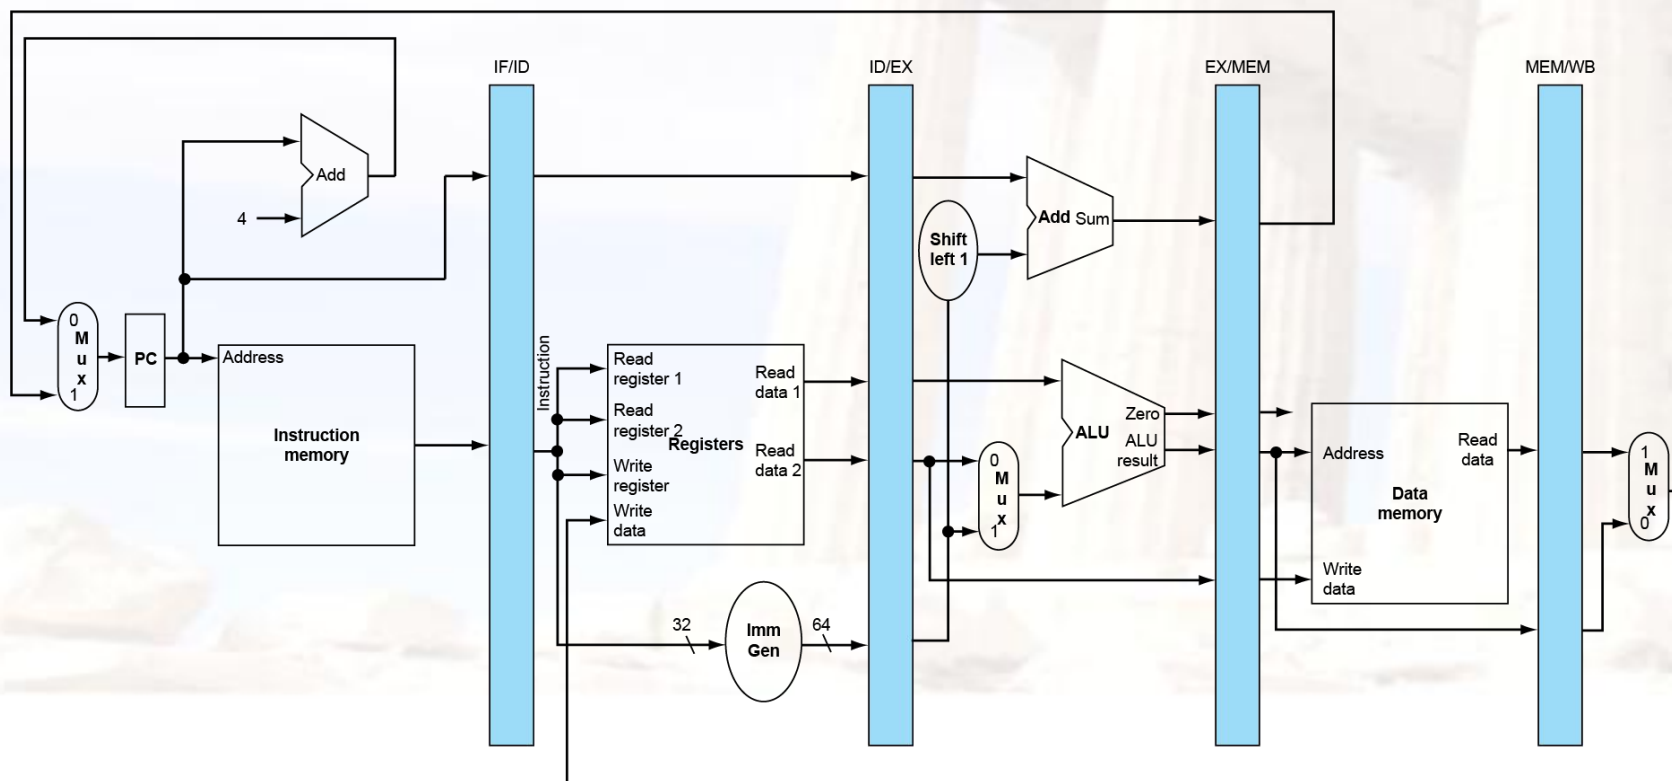 IF/ID
ID/EX
EX/MEM
MEM/WB
Add
4
Shift
left 1
Add Sum
0
M
u
x
1
PC
Address
Instruction
memory
Instruction
Read
register 1
Read
register 2
Write
register
Write
data
Registers
Read
data 1
Read
data 2
0
M
u
x
1
Zero
ALU
ALU
result
Address
Read
data
Data
memory
Write
data
1
M
u
x
0
32
Imm
Gen
64